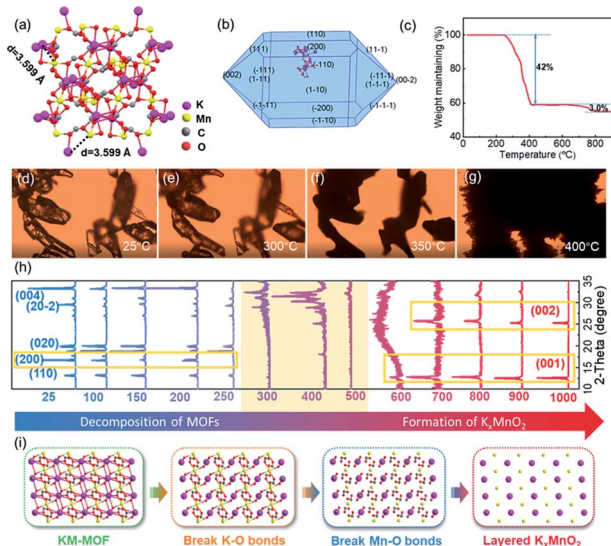 (a)
d=3.599 Å
d=3.599 Å
K
Mn
C
O
(b)
(110)
(111)
(200)
(11-1)
(002)
(-111)
(-110)
(-11-1)
(00-2)
(1-11)
(1-1-1)
(1-10)
(-1-11)
(-200)
(-1-1-1)
(-1-10)
(c)
Weight maintaining (%)
100
80
60
40
42%
3.0%
0
200
400
600
800
Temperature (°C)
(d)
25°C
(e)
300°C
(f)
350°C
(g)
400°C
(h)
(004)
(20-2)
(020)
(200)
(110)
(002)
(001)
35
30
25
20
15
10
2-Theta (degree)
25
100
150
200
250
300
400
500
600
700
800
900
1000
Decomposition of MOFs
Formation of KxMnO2
(i)
KM-MOF
Break K-O bonds
Break Mn-O bonds
Layered KxMnO2